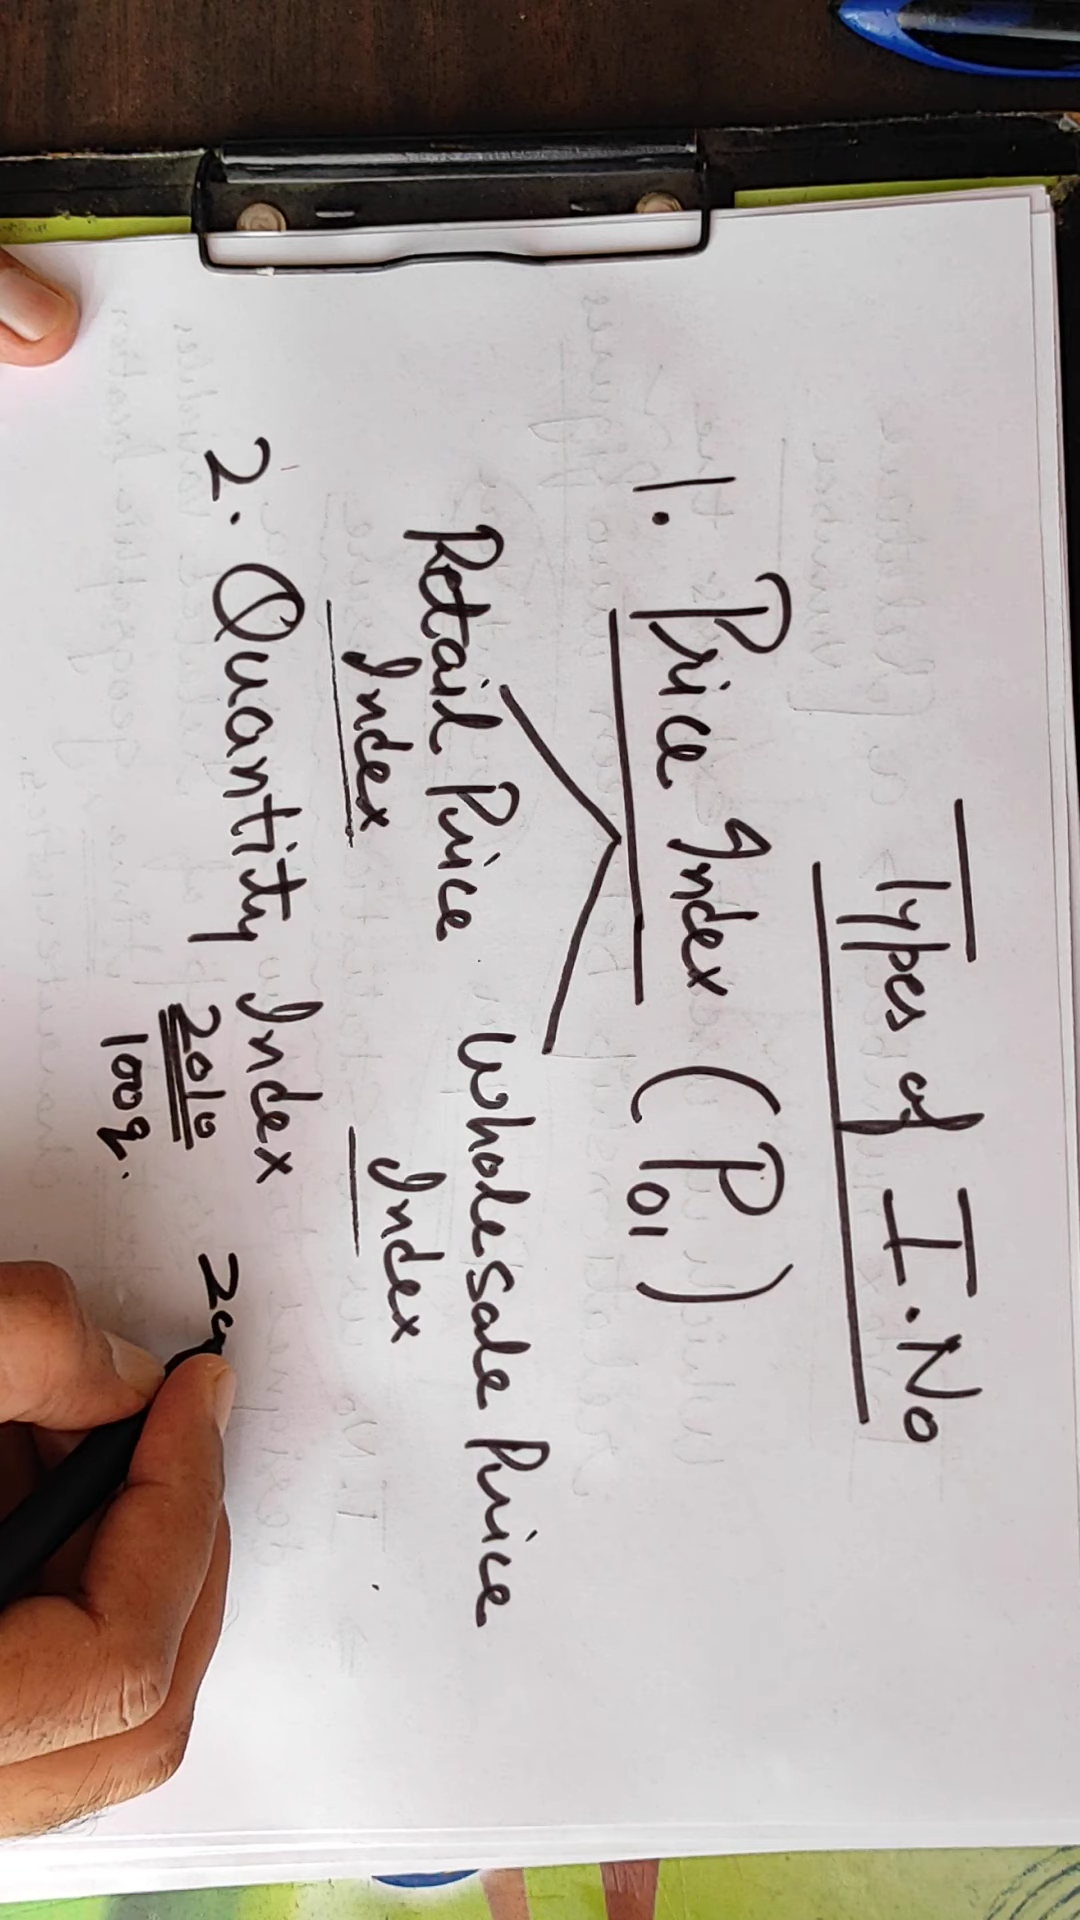 Types of I.No
1. Price Index (P01)
Retail Price Wholesale Price
Index Index
2. Quantity Index
2010
100q.